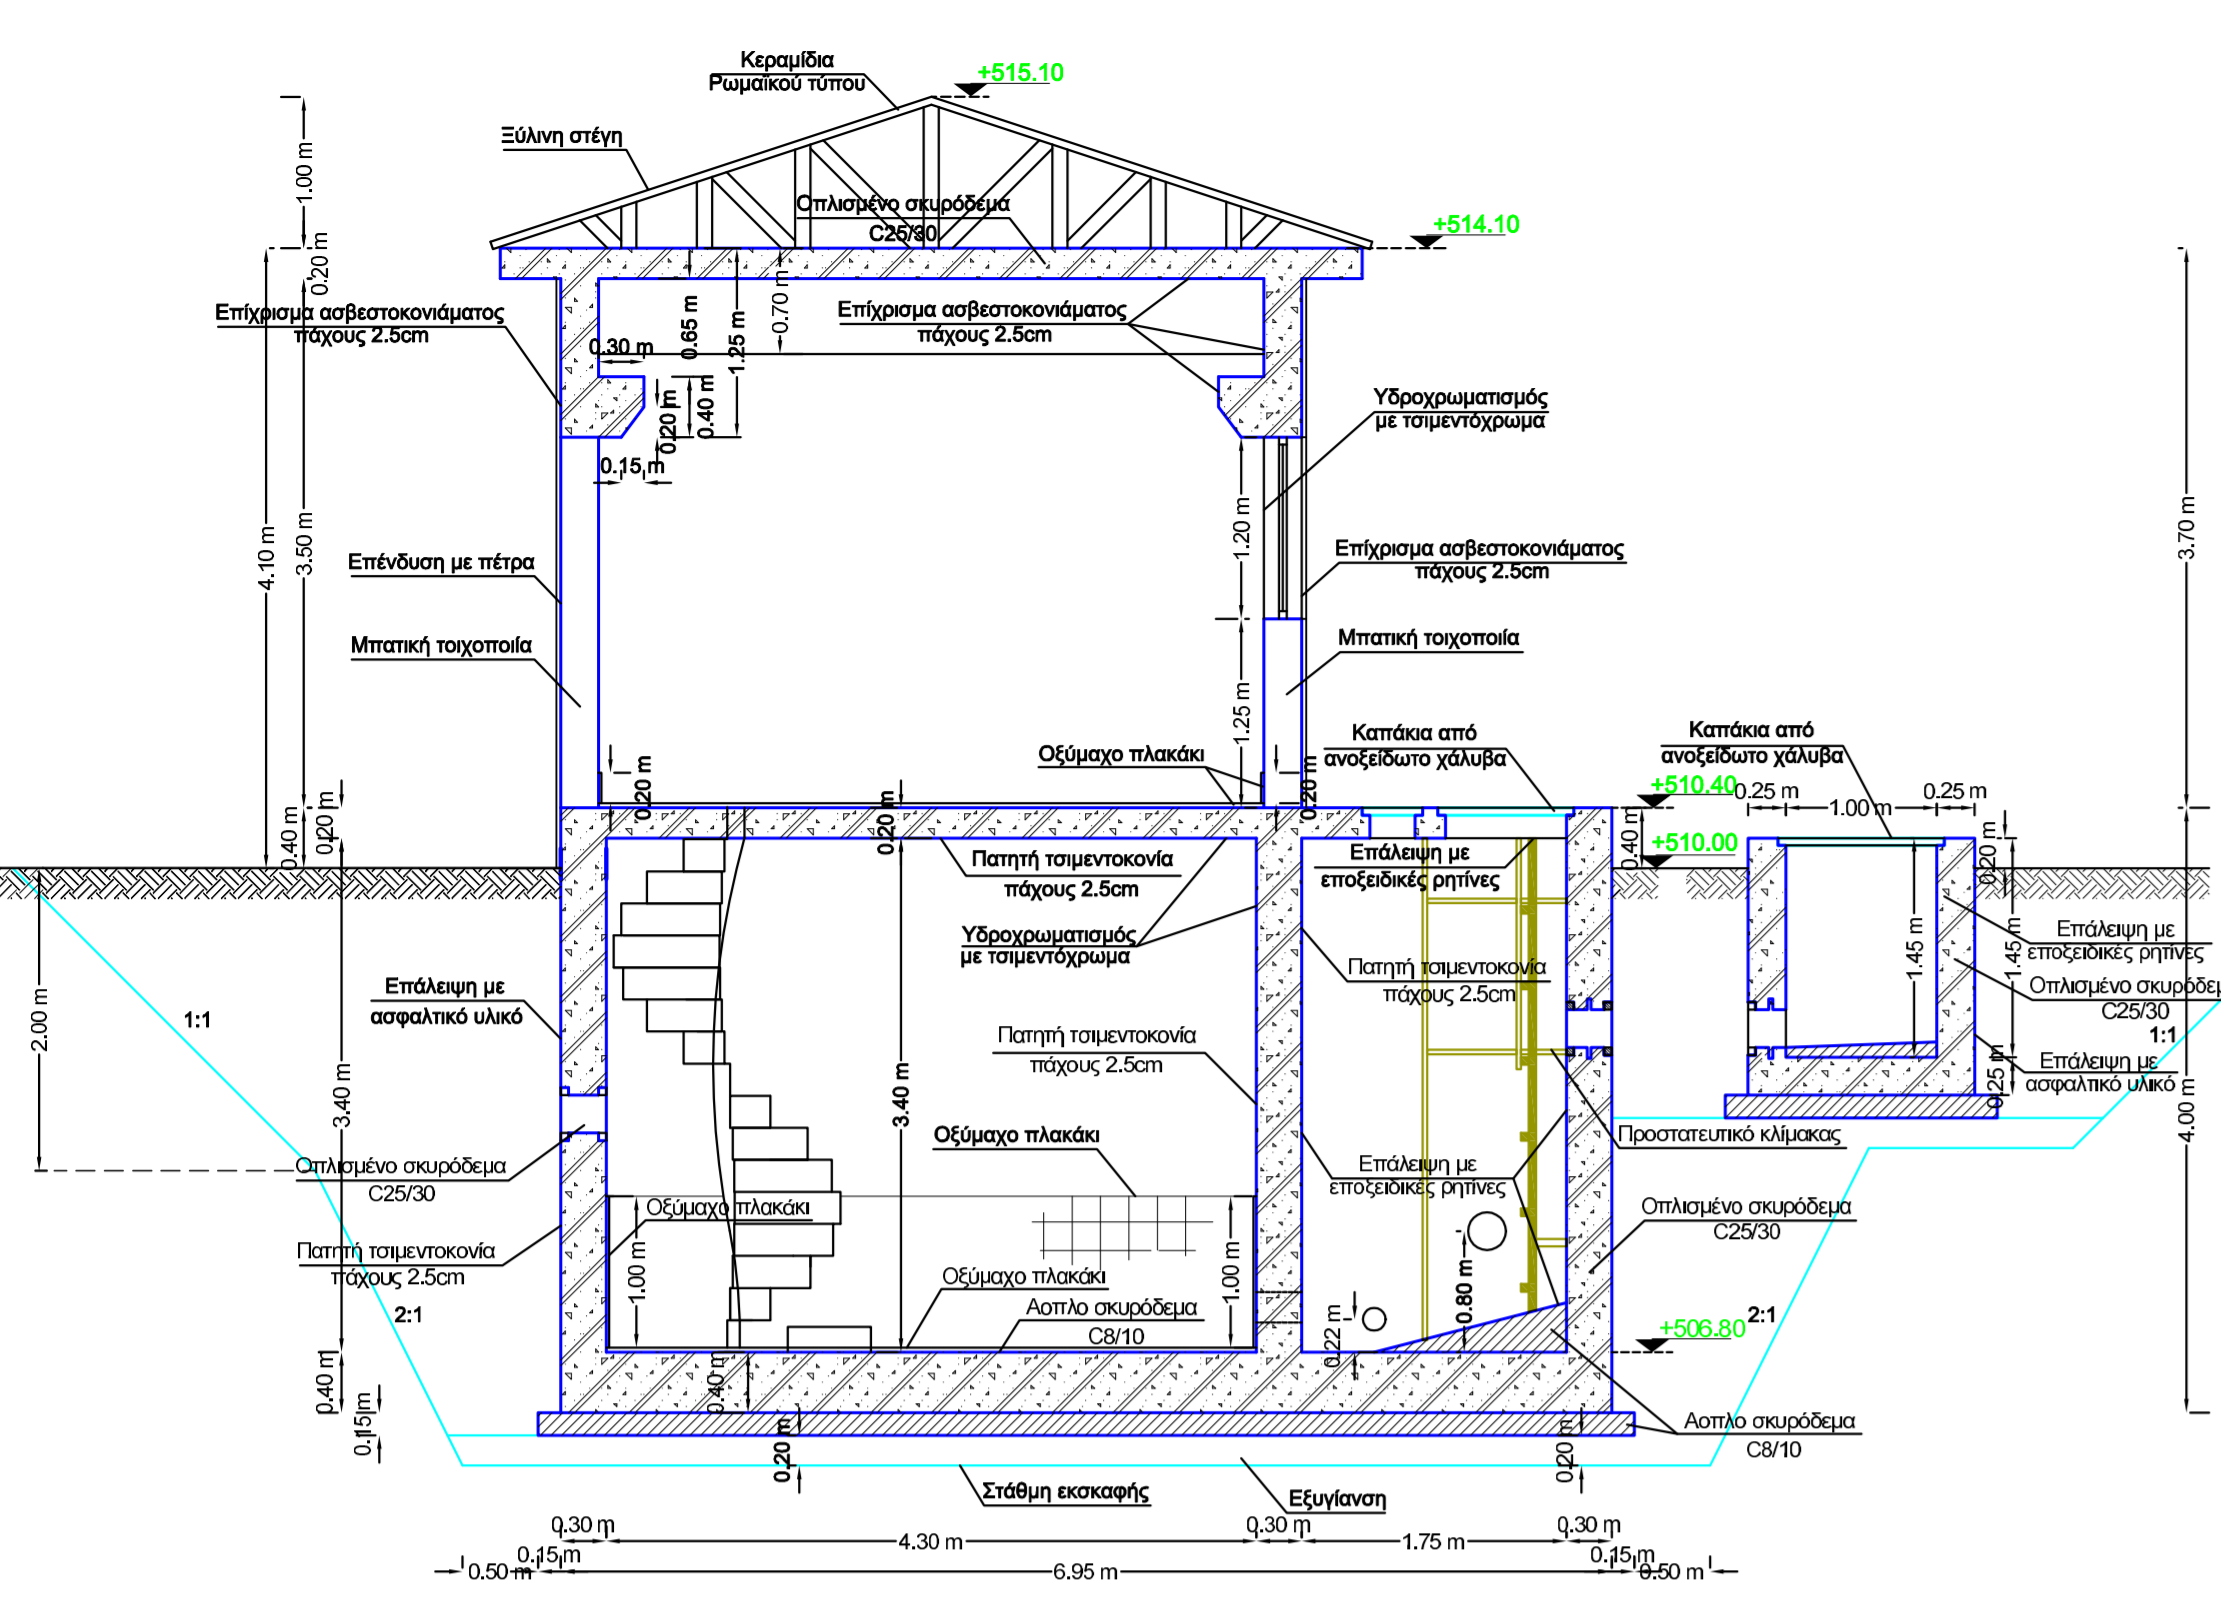 Κεραμίδια
Ρωμαϊκού τύπου
+515.10
Ξύλινη στέγη
1.00 m
Οπλισμένο σκυρόδεμα
C25/30
+514.10
0.20 m
Επίχρισμα ασβεστοκονιάματος
πάχους 2.5cm
0.30 m
0.65 m
1.25 m
0.70 m
Επίχρισμα ασβεστοκονιάματος
πάχους 2.5cm
0.20 m
0.40 m
0.15 m
Υδροχρωματισμός
με τσιμεντόχρωμα
4.10 m
3.50 m
1.20 m
3.70 m
Επένδυση με πέτρα
Επίχρισμα ασβεστοκονιάματος
πάχους 2.5cm
Μπατική τοιχοποιία
Μπατική τοιχοποιία
1.25 m
Οξύμαχο πλακάκι
Καπάκια από
ανοξείδωτο χάλυβα
Καπάκια από
ανοξείδωτο χάλυβα
0.20 m
0.20 m
0.20 m
+510.40
0.25 m
1.00 m
0.25 m
0.40 m
0.20 m
0.40 m
+510.00
0.20 m
Πατητή τσιμεντοκονία
πάχους 2.5cm
Επάλειψη με
εποξειδικές ρητίνες
Υδροχρωματισμός
με τσιμεντόχρωμα
Πατητή τσιμεντοκονία
πάχους 2.5cm
1.45 m
1.45 m
Επάλειψη με
εποξειδικές ρητίνες
Οπλισμένο σκυρόδεμ
C25/30
1:1
Επάλειψη με
ασφαλτικό υλικό
0.25 m
2.00 m
1:1
Επάλειψη με
ασφαλτικό υλικό
Πατητή τσιμεντοκονία
πάχους 2.5cm
3.40 m
3.40 m
4.00 m
Οξύμαχο πλακάκι
Προστατευτικό κλίμακας
Οπλισμένο σκυρόδεμα
C25/30
Επάλειψη με
εποξειδικές ρητίνες
Οξύμαχο πλακάκι
Οπλισμένο σκυρόδεμα
C25/30
Πατητή τσιμεντοκονία
πάχους 2.5cm
1.00 m
1.00 m
Οξύμαχο πλακάκι
Αοπλο σκυρόδεμα
C8/10
0.80 m
0.22 m
2:1
+506.80
2:1
0.40 m
0.40 m
0.15 m
0.20 m
0.20 m
Αοπλο σκυρόδεμα
C8/10
Στάθμη εκσκαφής
Εξυγίανση
0.30 m
4.30 m
0.30 m
1.75 m
0.30 m
0.50 m
0.15 m
6.95 m
0.15 m
0.50 m